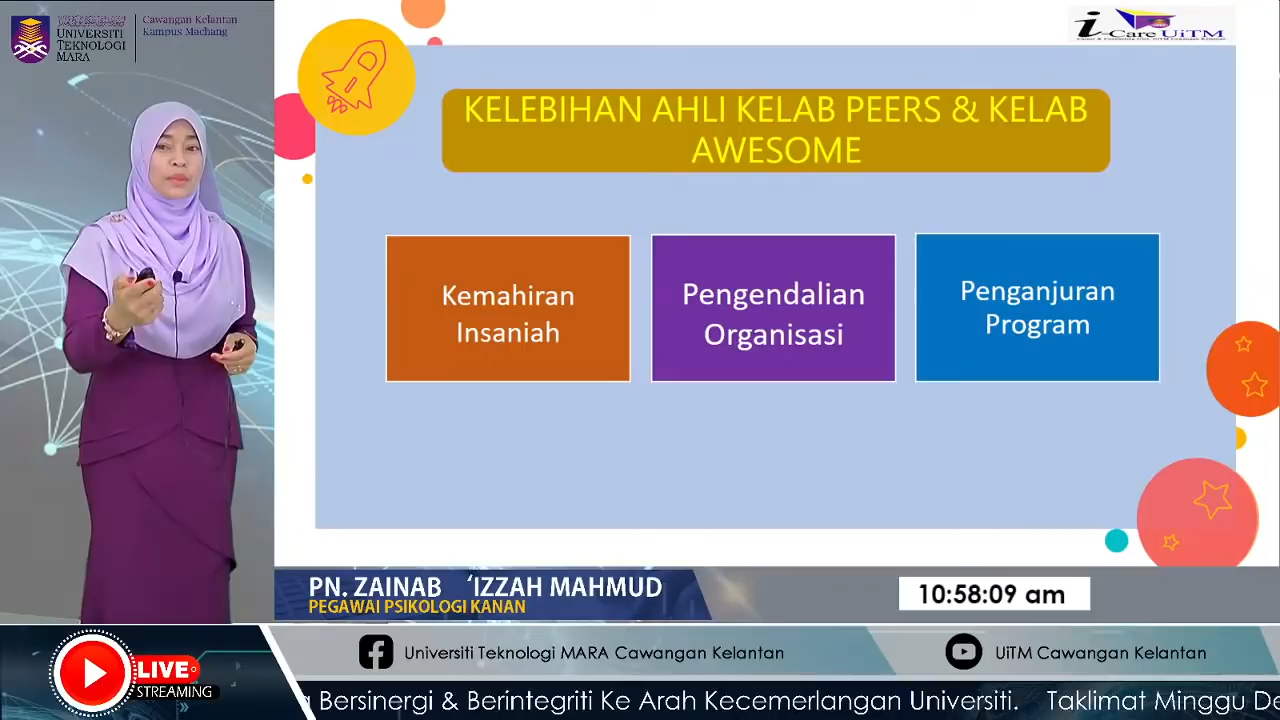 UNIVERSITI
TEKNOLOGI
MARA
Cawangan Kelantan
Kampus Machang
i-Care UiTM
KELEBIHAN AHLI KELAB PEERS & KELAB
AWESOME
Kemahiran
Insaniah
Pengendalian
Organisasi
Penganjuran
Program
PN. ZAINAB 'IZZAH MAHMUD
PEGAWAI PSIKOLOGI KANAN
10:58:09 am
LIVE
STREAMING
Universiti Teknologi MARA Cawangan Kelantan
UiTM Cawangan Kelantan
Bersinergi & Berintegriti Ke Arah Kecemerlangan Universiti. Taklimat Minggu